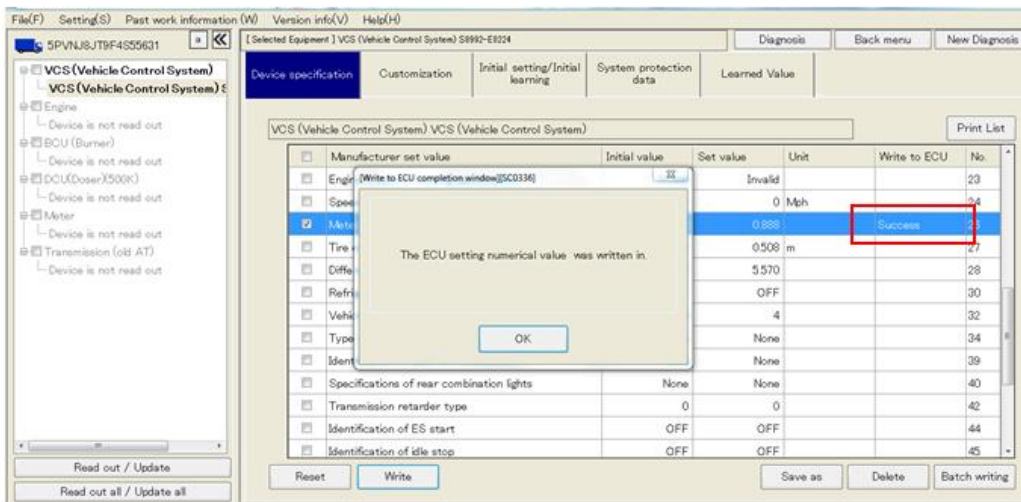 File(F) Setting(S) Past work information (W) Version info(V) Help(H)
5PVNJ8JT9F4S55631
[ Selected Equipment ] VCS (Vehicle Control System) S8992-E0224
Diagnosis Back menu New Diagnosis
VCS(Vehicle Control System)
VCS(Vehicle Control System) S
Engine
Device is not read out
BCU (Burner)
Device is not read out
DCU(Doser)(500K)
Device is not read out
Meter
Device is not read out
Transmission (old AT)
Device is not read out
Read out / Update
Read out all / Update all
Device specification Customization Initial setting/Initial learning System protection data Learned Value
VCS (Vehicle Control System) VCS (Vehicle Control System)
Print List
Manufacturer set value Initial value Set value Unit Write to ECU No.
Invalid 23
0 Mph 24
0.888 Success
Tire 0.508 m 27
Diffe 5.570 28
Refri OFF 30
Vehic 4 32
Type None 34
Ident None 39
Specifications of rear combination lights None None 40
Transmission retarder type 0 0 42
Identification of ES start OFF OFF 44
Identification of idle stop OFF OFF 45
[Write to ECU completion window][SC0336]
The ECU setting numerical value was written in.
OK
Reset Write Save as Delete Batch writing